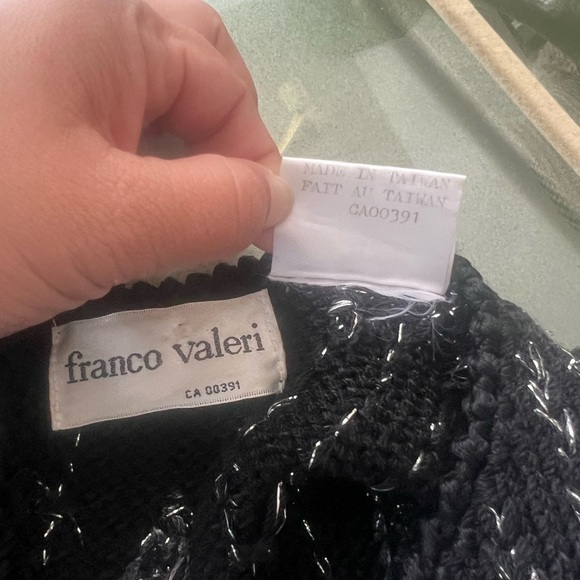 MADE IN TAIWAN
FAIT AU TAIWAN
CA00391
franco valeri
CA 00391